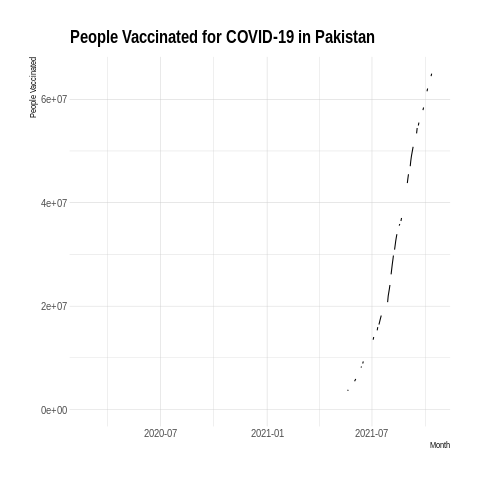 People Vaccinated for COVID-19 in Pakistan
People Vaccinated
6e+07
4e+07
2e+07
0e+00
2020-07
2021-01
2021-07
Month